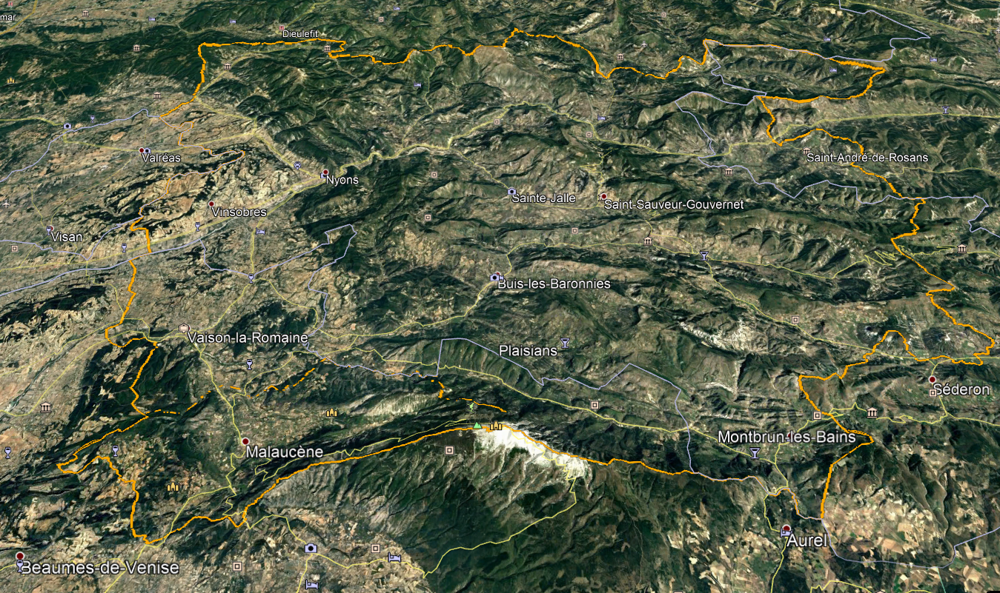 mar
Dieulefit
Valréas
Nyons
Saint-André-de-Rosans
Sainte-Jalle
Saint-Sauveur-Gouvernet
Vinsobres
Visan
Buis-les-Baronnies
Vaison-la-Romaine
Plaisians
Séderon
Montbrun-les-Bains
Malaucène
Aurel
Beaumes-de-Venise